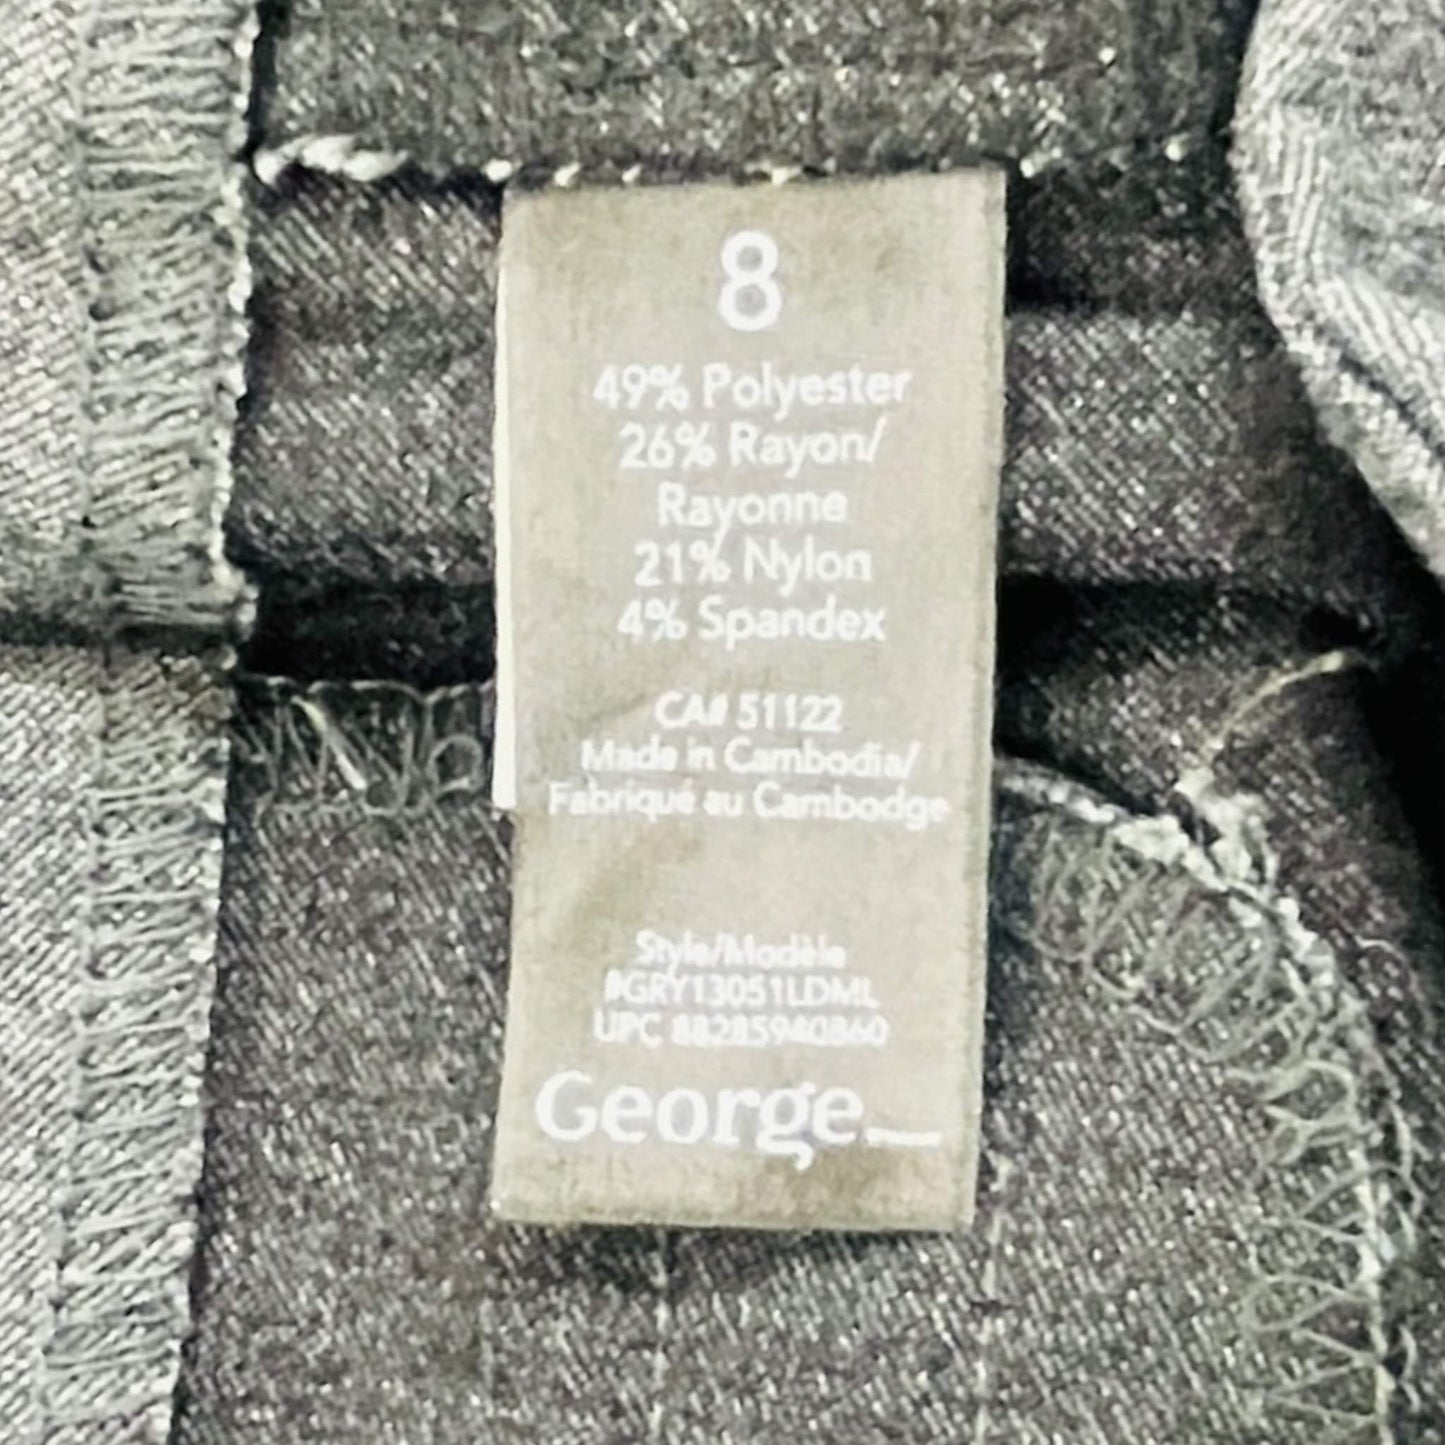 8
49% Polyester
26% Rayon/
Rayonne
21% Nylon
4% Spandex
CA# 51122
Made in Cambodia/
Fabriqué au Cambodge
Style/Modèle
#GRY13051LDML
UPC 88285940860
George